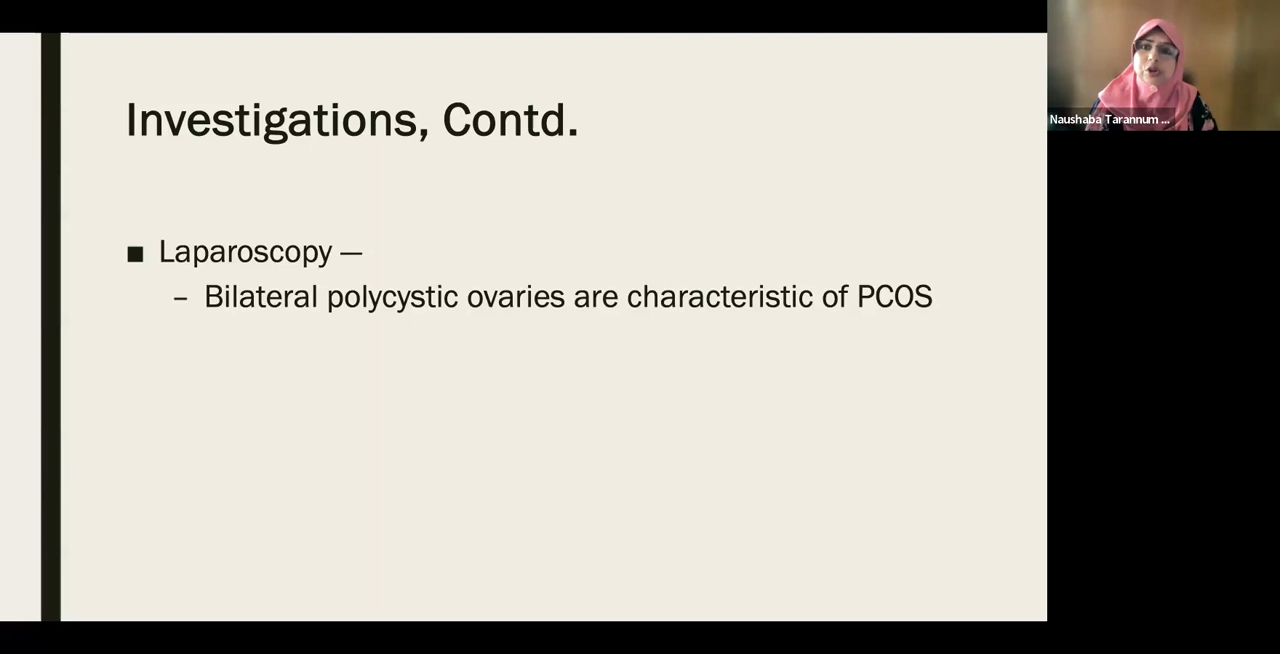 Investigations, Contd.
■ Laparoscopy —
– Bilateral polycystic ovaries are characteristic of PCOS
Naushaba Tarannum ...